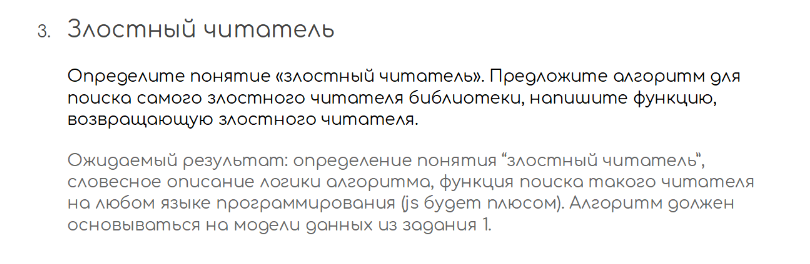 3. Злостный читатель
Определите понятие «злостный читатель». Предложите алгоритм для
поиска самого злостного читателя библиотеки, напишите функцию,
возвращающую злостного читателя.
Ожидаемый результат: определение понятия “злостный читатель”,
словесное описание логики алгоритма, функция поиска такого читателя
на любом языке программирования (js будет плюсом). Алгоритм должен
основываться на модели данных из задания 1.